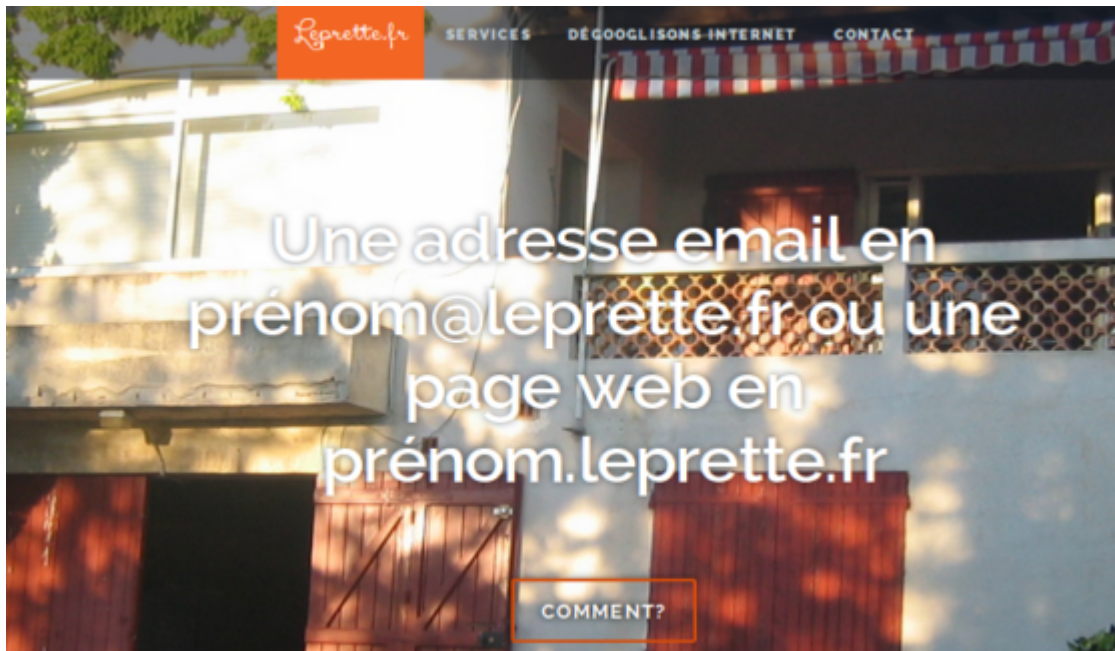 Leprette.fr SERVICES DÉGOOGLISONS INTERNET CONTACT
Une adresse email en
prénom@leprette.fr ou une
page web en
prénom.leprette.fr
COMMENT?